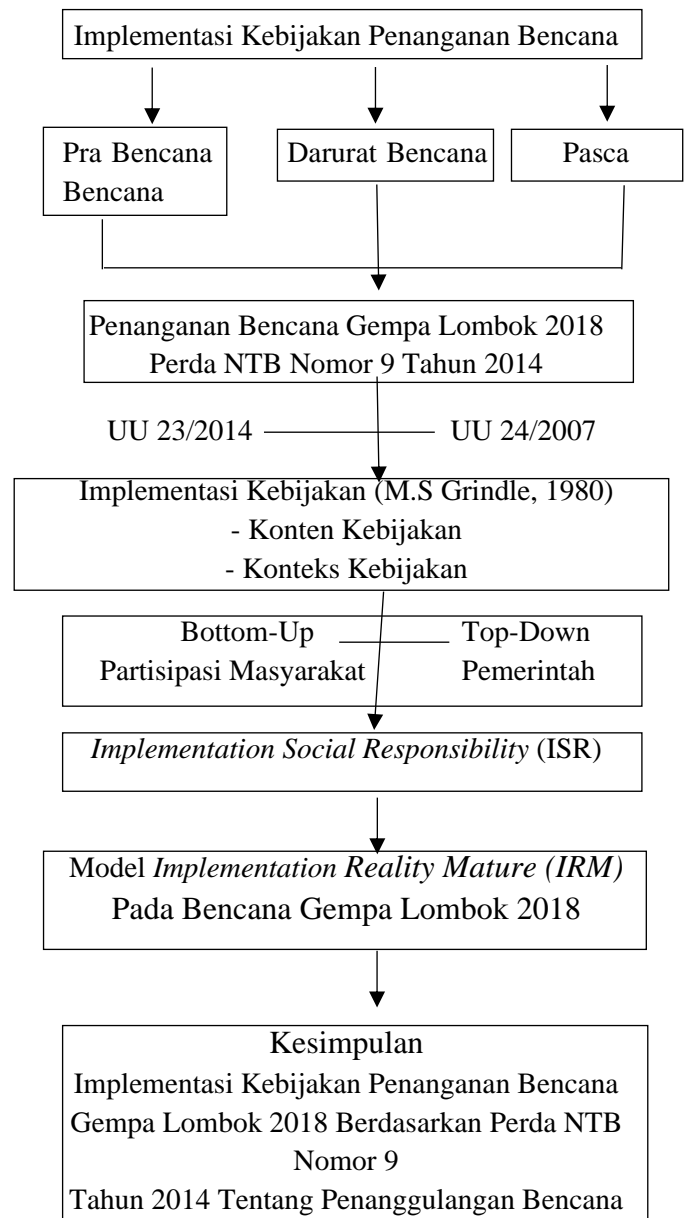 Implementasi Kebijakan Penanganan Bencana
Pra Bencana
Bencana
Darurat Bencana
Pasca
Penanganan Bencana Gempa Lombok 2018
Perda NTB Nomor 9 Tahun 2014
UU 23/2014
UU 24/2007
Implementasi Kebijakan (M.S Grindle, 1980)
- Konten Kebijakan
- Konteks Kebijakan
Bottom-Up Top-Down
Partisipasi Masyarakat Pemerintah
Implementation Social Responsibility (ISR)
Model Implementation Reality Mature (IRM)
Pada Bencana Gempa Lombok 2018
Kesimpulan
Implementasi Kebijakan Penanganan Bencana
Gempa Lombok 2018 Berdasarkan Perda NTB
Nomor 9
Tahun 2014 Tentang Penanggulangan Bencana